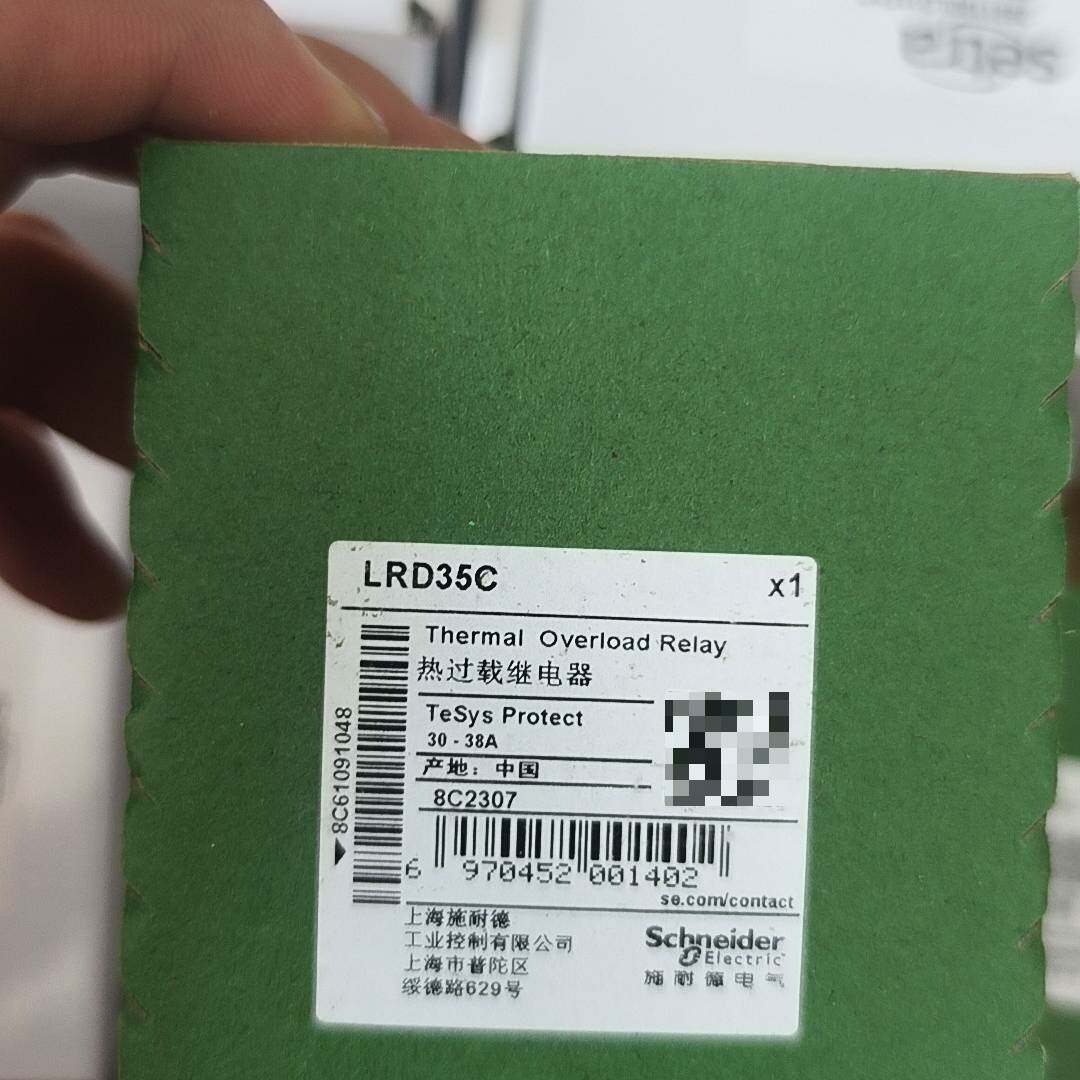 setra
LRD35C
x1
Thermal Overload Relay
热过载继电器
TeSys Protect
30 - 38A
产地：中国
8C2307
8C61091048
6 970452 001402
se.com/contact
上海施耐德
工业控制有限公司
上海市普陀区
绥德路629号
Schneider
Electric
施耐德电气